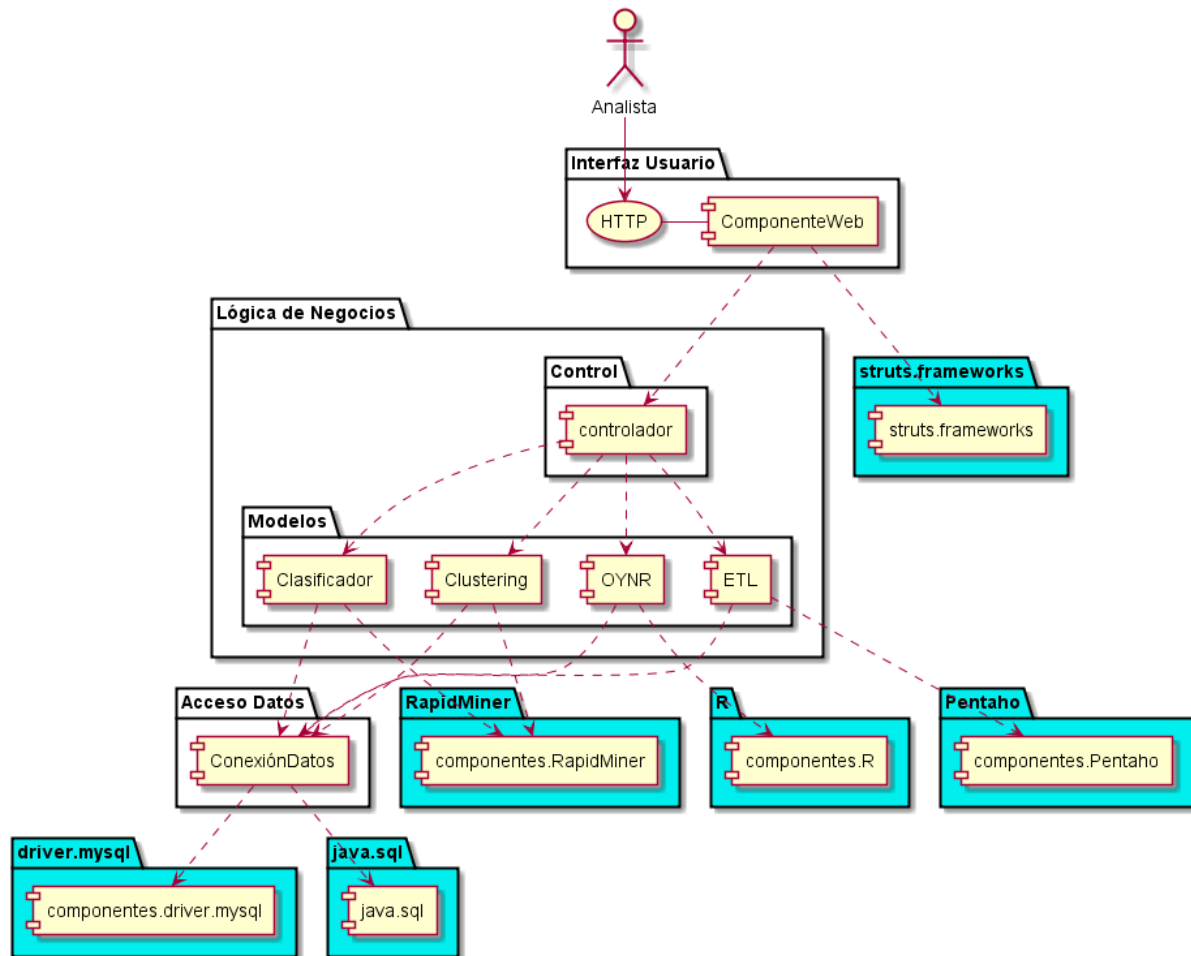 Analista
Interfaz Usuario
HTTP
ComponenteWeb
Lógica de Negocios
Control
controlador
struts.frameworks
struts.frameworks
Modelos
Clasificador
Clustering
OYNR
ETL
Acceso Datos
ConexiónDatos
RapidMiner
componentes.RapidMiner
R
componentes.R
Pentaho
componentes.Pentaho
driver.mysql
componentes.driver.mysql
java.sql
java.sql